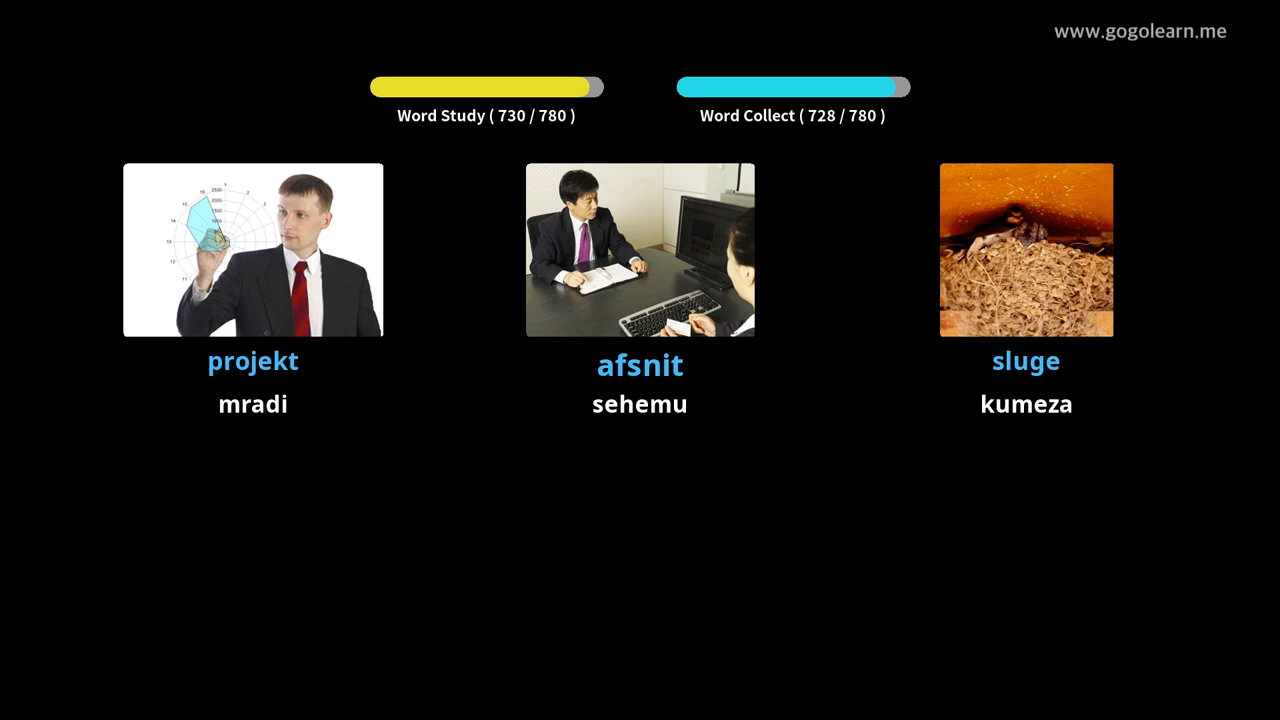 www.gogolearn.me
Word Study ( 730 / 780 )
Word Collect ( 728 / 780 )
projekt
afsnit
sluge
mradi
sehemu
kumeza